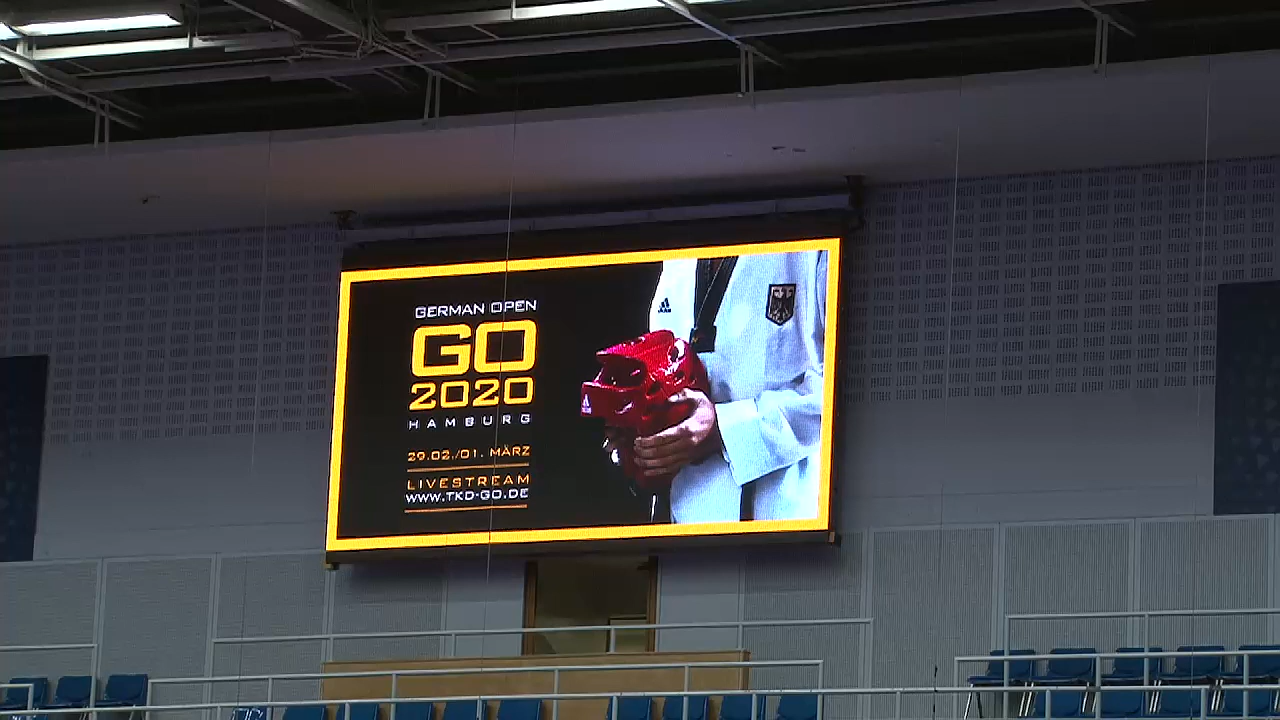 GERMAN OPEN
GO
2020
HAMBURG
29.02./01. MÄRZ
LIVESTREAM
WWW.TKD-GO.DE